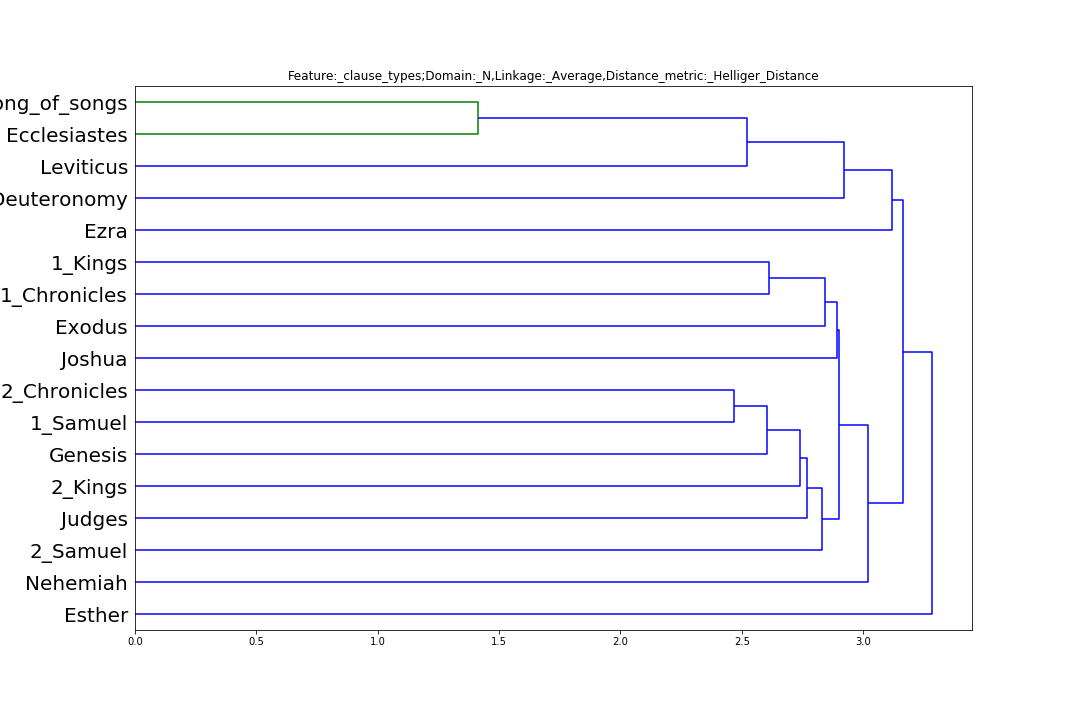 Feature:_clause_types;Domain:_N,Linkage:_Average,Distance_metric:_Helliger_Distance
ong_of_songs
Ecclesiastes
Leviticus
Deuteronomy
Ezra
1_Kings
1_Chronicles
Exodus
Joshua
2_Chronicles
1_Samuel
Genesis
2_Kings
Judges
2_Samuel
Nehemiah
Esther
0.0 0.5 1.0 1.5 2.0 2.5 3.0